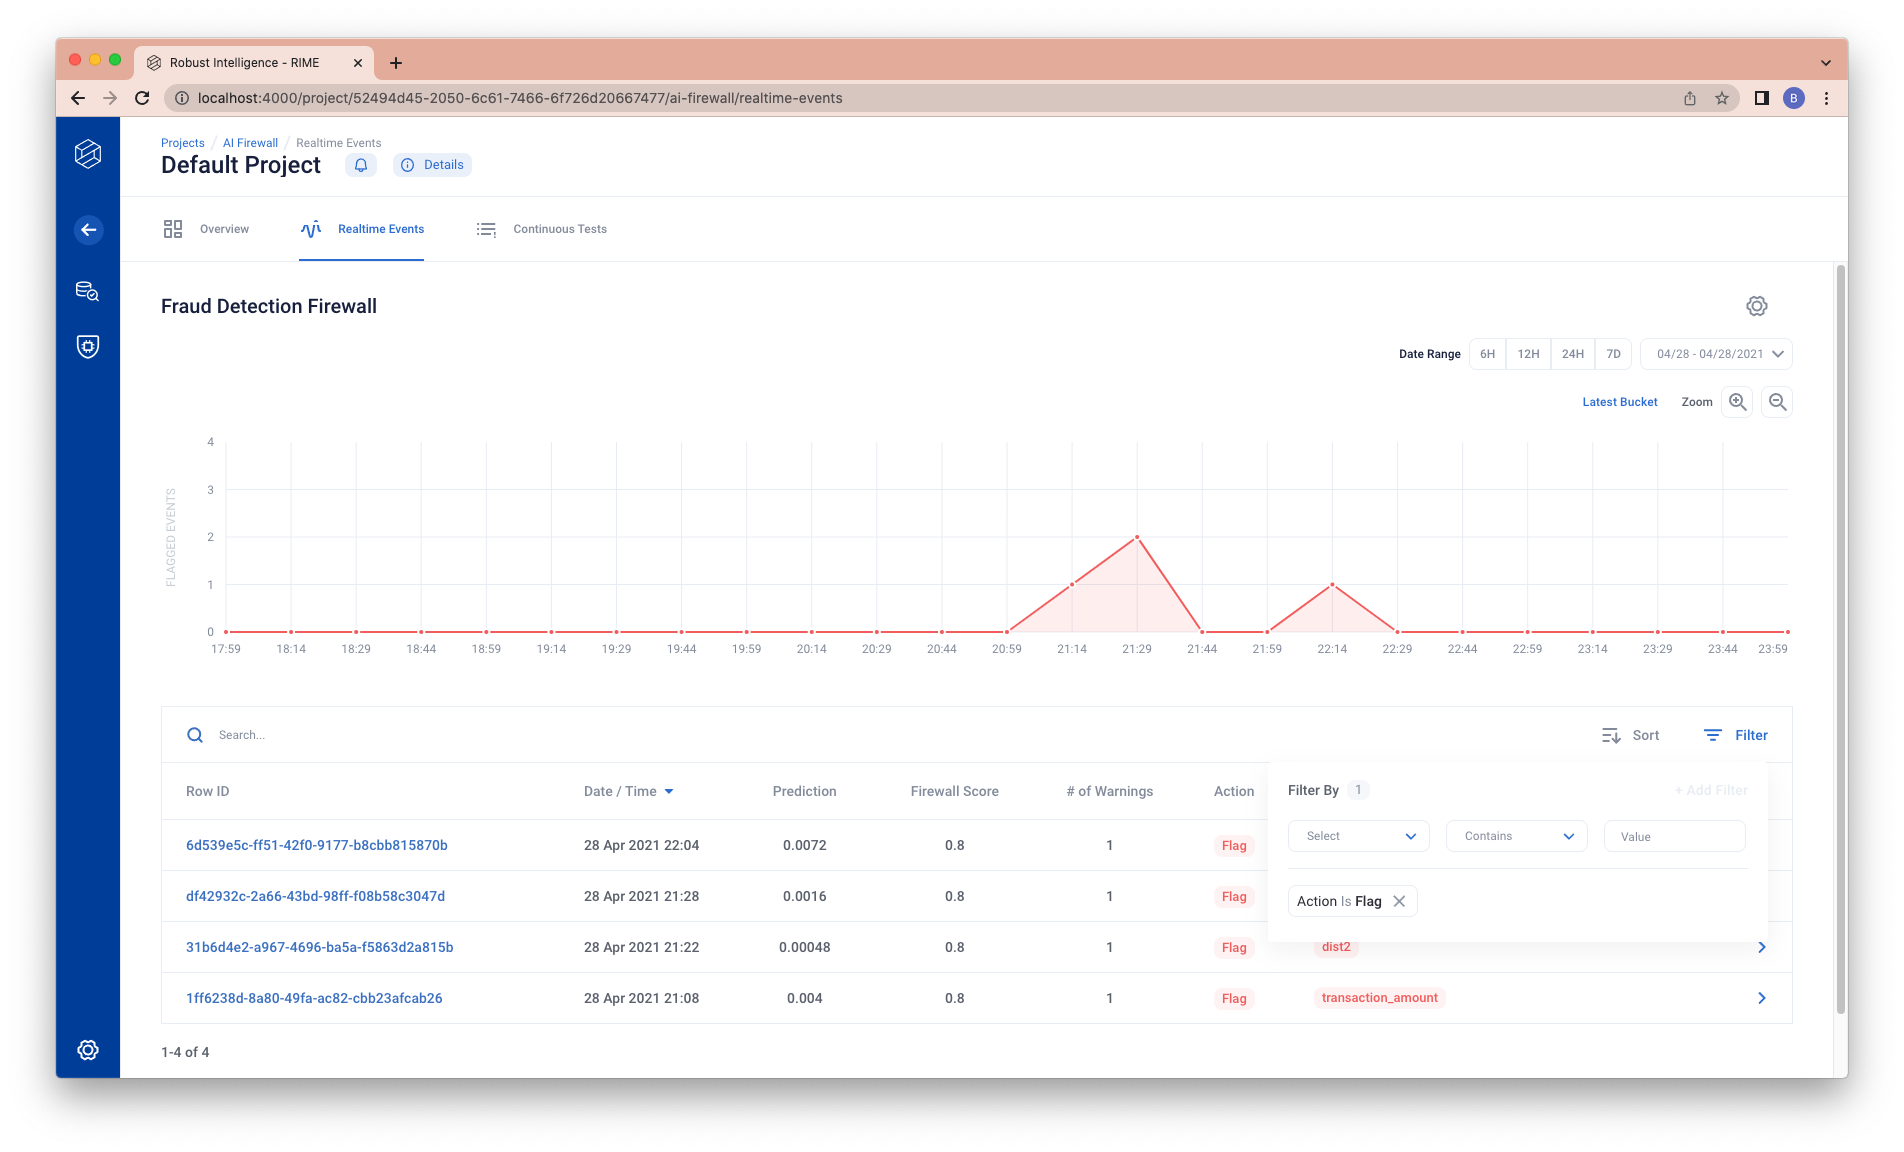 Robust Intelligence - RIME
localhost:4000/project/52494d45-2050-6c61-7466-6f726d20667477/ai-firewall/realtime-events
B
Projects / AI Firewall / Realtime Events
Default Project
Details
Overview
Realtime Events
Continuous Tests
Fraud Detection Firewall
Date Range 6H 12H 24H 7D 04/28 - 04/28/2021
Latest Bucket Zoom
FLAGGED EVENTS
4
3
2
1
0
17:59 18:14 18:29 18:44 18:59 19:14 19:29 19:44 19:59 20:14 20:29 20:44 20:59 21:14 21:29 21:44 21:59 22:14 22:29 22:44 22:59 23:14 23:29 23:44 23:59
Search... Sort Filter
Row ID Date / Time Prediction Firewall Score # of Warnings Action
Filter By 1 + Add Filter
Select Contains Value
Action Is Flag
6d539e5c-ff51-42f0-9177-b8cbb815870b 28 Apr 2021 22:04 0.0072 0.8 1 Flag
df42932c-2a66-43bd-98ff-f08b58c3047d 28 Apr 2021 21:28 0.0016 0.8 1 Flag
31b6d4e2-a967-4696-ba5a-f5863d2a815b 28 Apr 2021 21:22 0.00048 0.8 1 Flag dist2
1ff6238d-8a80-49fa-ac82-cbb23afcab26 28 Apr 2021 21:08 0.004 0.8 1 Flag transaction_amount
1-4 of 4